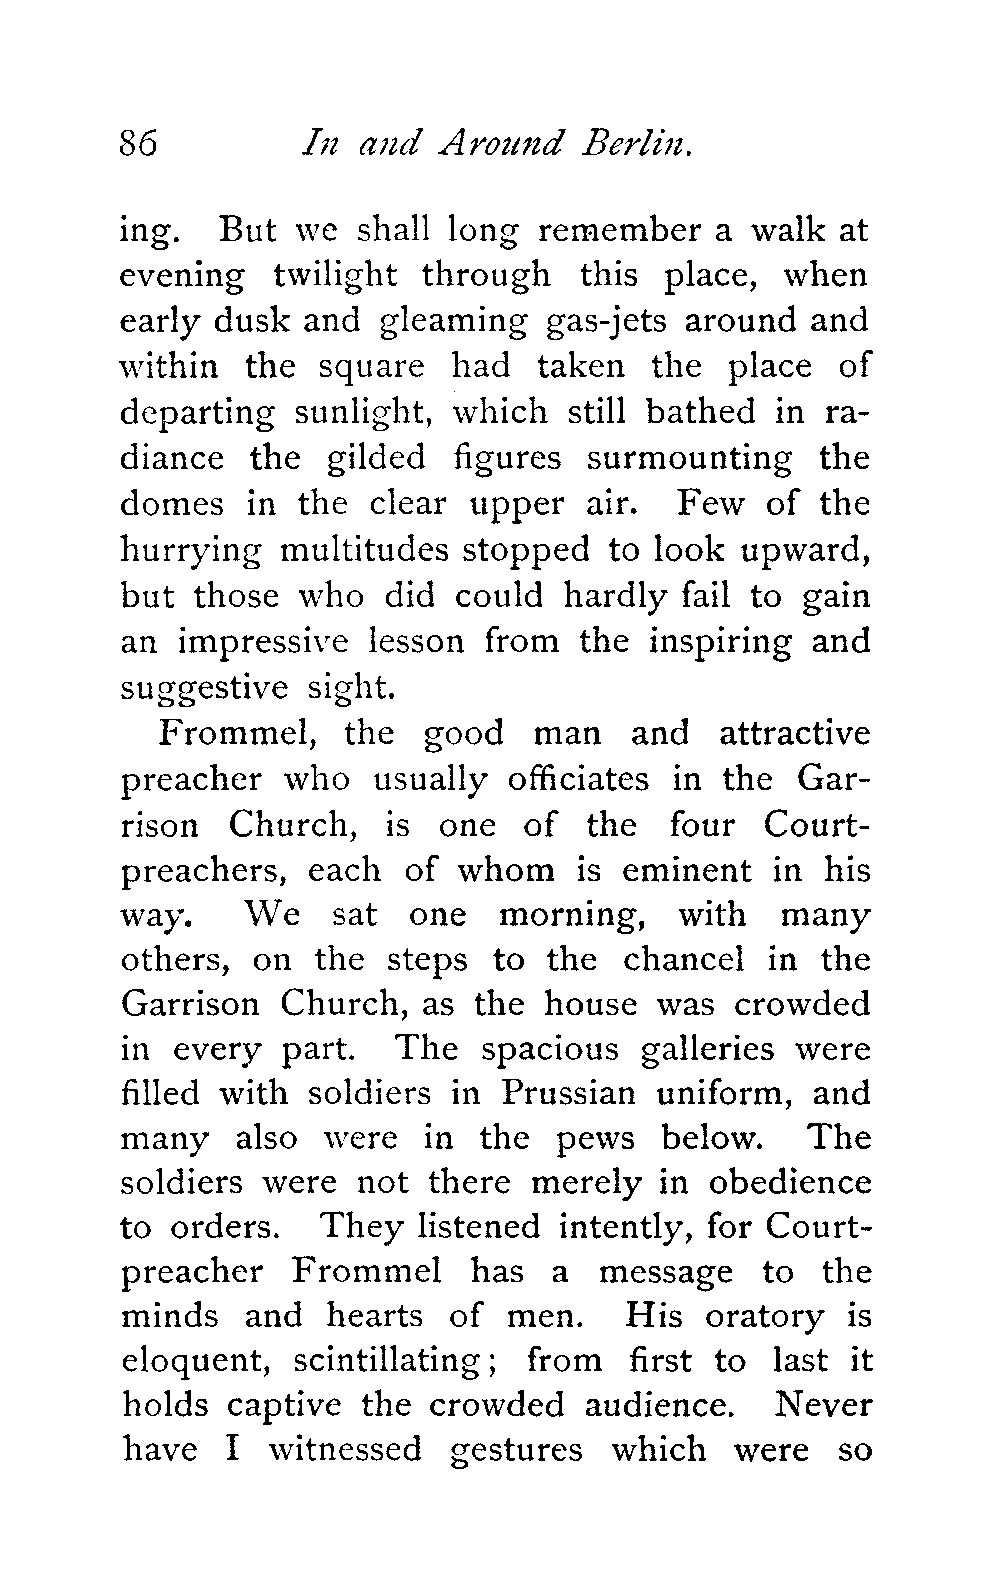 86 In and Around Berlin.
ing. But we shall long remember a walk at
evening twilight through this place, when
early dusk and gleaming gas-jets around and
within the square had taken the place of
departing sunlight, which still bathed in ra-
diance the gilded figures surmounting the
domes in the clear upper air. Few of the
hurrying multitudes stopped to look upward,
but those who did could hardly fail to gain
an impressive lesson from the inspiring and
suggestive sight.
Frommel, the good man and attractive
preacher who usually officiates in the Gar-
rison Church, is one of the four Court-
preachers, each of whom is eminent in his
way. We sat one morning, with many
others, on the steps to the chancel in the
Garrison Church, as the house was crowded
in every part. The spacious galleries were
filled with soldiers in Prussian uniform, and
many also were in the pews below. The
soldiers were not there merely in obedience
to orders. They listened intently, for Court-
preacher Frommel has a message to the
minds and hearts of men. His oratory is
eloquent, scintillating; from first to last it
holds captive the crowded audience. Never
have I witnessed gestures which were so